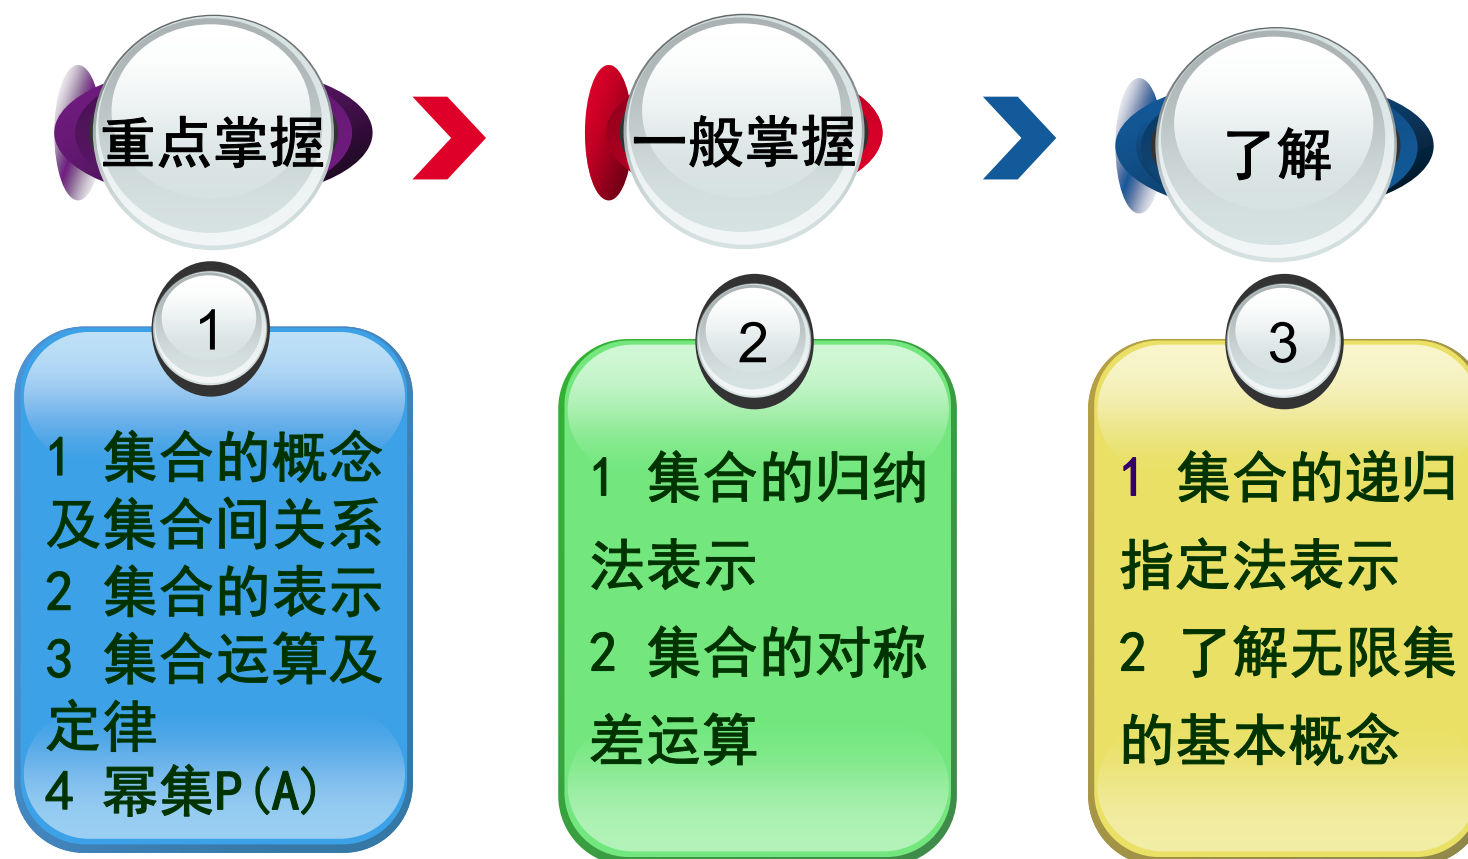 重点掌握
一般掌握
了解
1
1 集合的概念
及集合间关系
2 集合的表示
3 集合运算及
定律
4 幂集P(A)
2
1 集合的归纳
法表示
2 集合的对称
差运算
3
1 集合的递归
指定法表示
2 了解无限集
的基本概念